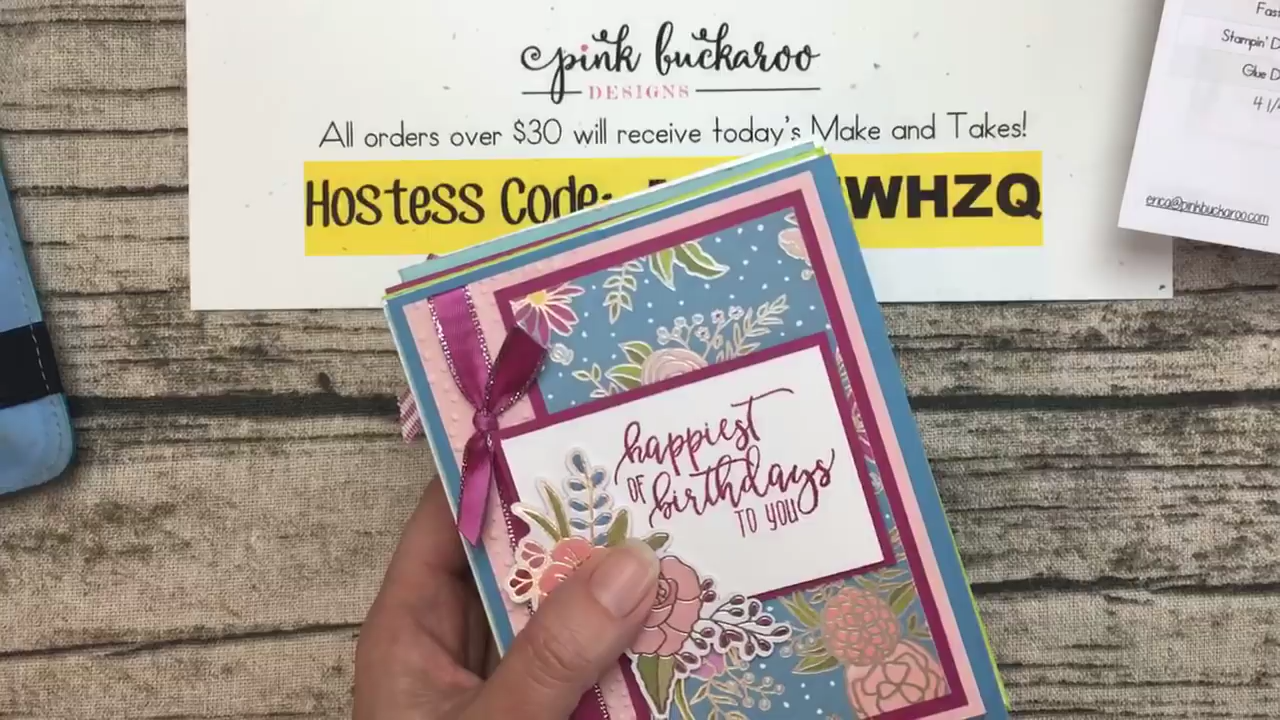 pink buckaroo
DESIGNS
All orders over $30 will receive today's Make and Takes!
Hostess Code: WHZQ
Stampin' D
Glue D
erica@pinkbuckaroo.com
happiest
OF birthdays
TO YOU